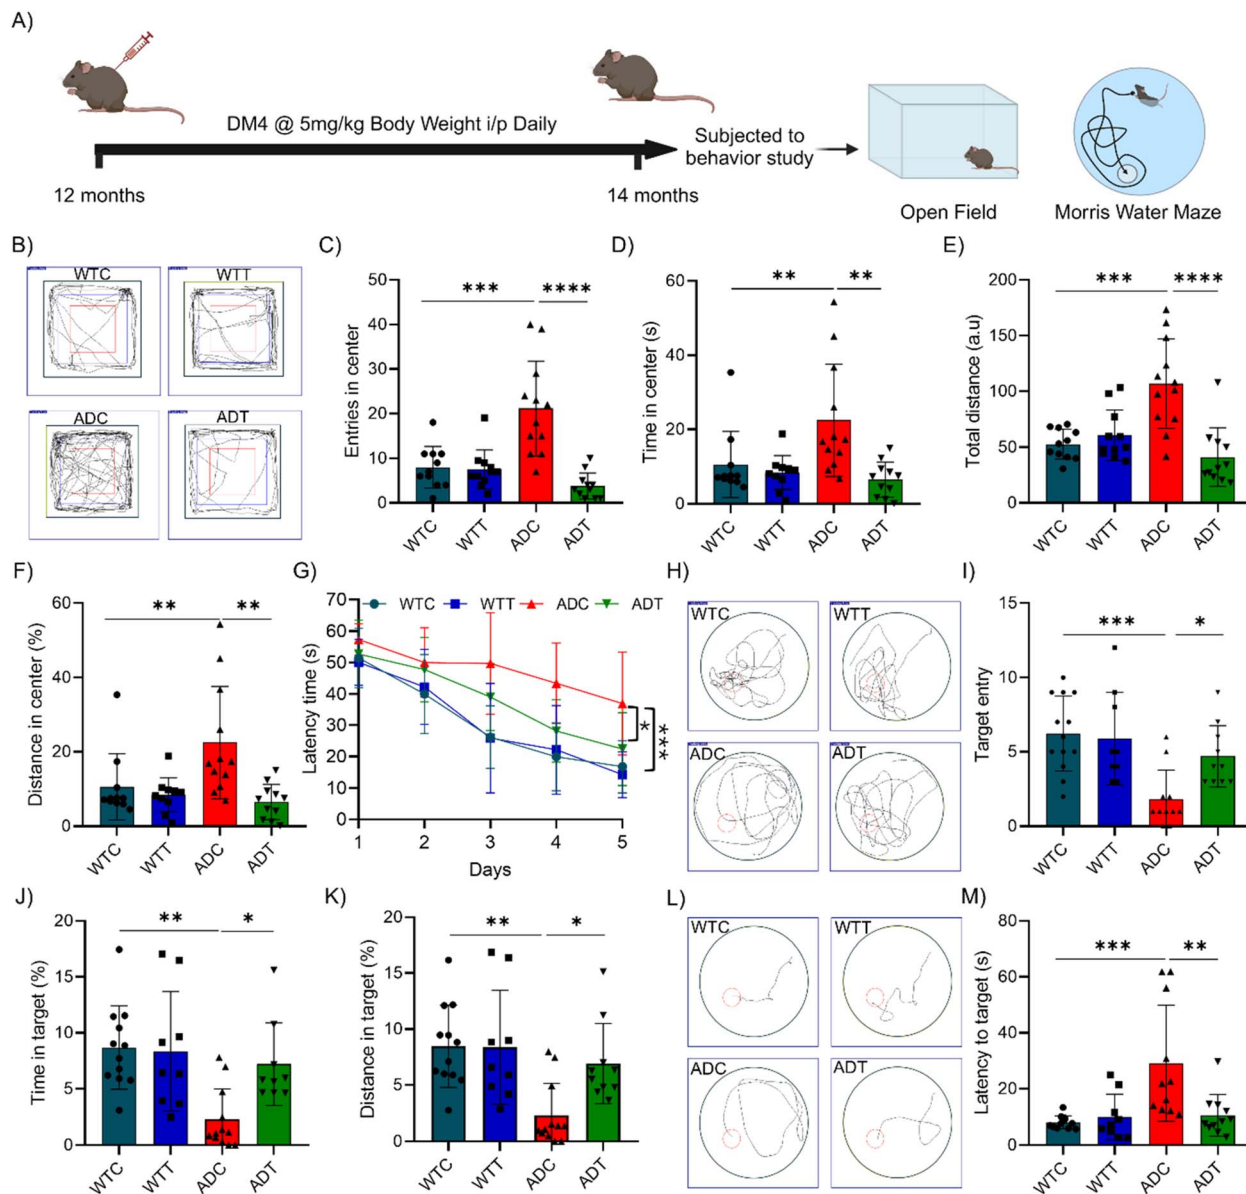 A)
DM4 @ 5mg/kg Body Weight i/p Daily
12 months
14 months
Subjected to
behavior study
Open Field
Morris Water Maze
B)
WTC
WTT
ADC
ADT
C)
Entries in center
50
40
30
20
10
0
***
****
WTC
WTT
ADC
ADT
D)
Time in center (s)
60
40
20
0
**
**
WTC
WTT
ADC
ADT
E)
Total distance (a.u)
200
150
100
50
0
***
****
WTC
WTT
ADC
ADT
F)
Distance in center (%)
60
40
20
0
**
**
WTC
WTT
ADC
ADT
G)
WTC
WTT
ADC
ADT
Latency time (s)
70
60
50
40
30
20
10
0
*
***
1
2
3
4
5
Days
H)
WTC
WTT
ADC
ADT
I)
Target entry
15
10
5
0
***
*
WTC
WTT
ADC
ADT
J)
Time in target (%)
20
15
10
5
0
**
*
WTC
WTT
ADC
ADT
K)
Distance in target (%)
20
15
10
5
0
**
*
WTC
WTT
ADC
ADT
L)
WTC
WTT
ADC
ADT
M)
Latency to target (s)
80
60
40
20
0
***
**
WTC
WTT
ADC
ADT